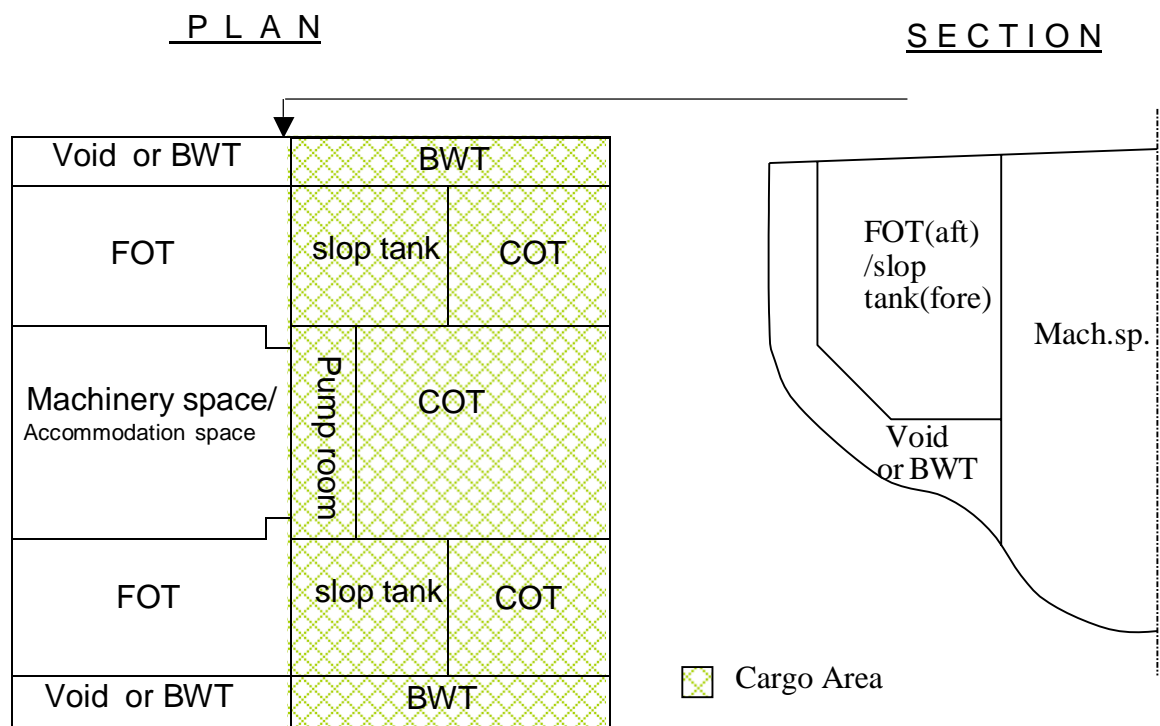 P L A N
SECTION
Void or BWT
BWT
FOT
slop tank
COT
Machinery space/
Accommodation space
Pump room
COT
FOT
slop tank
COT
Void or BWT
BWT
FOT(aft)
/slop
tank(fore)
Mach.sp.
Void
or BWT
Cargo Area